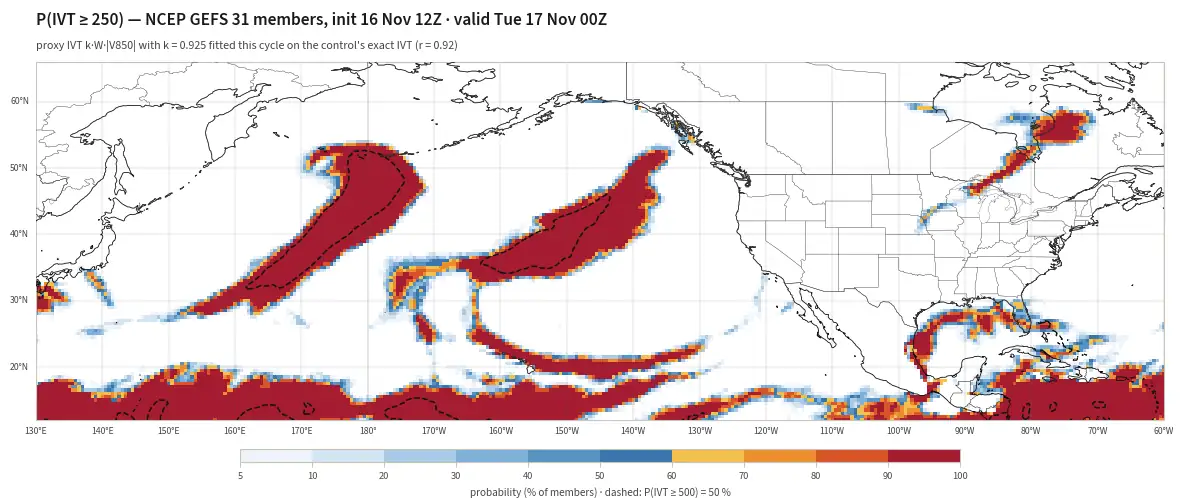 P(IVT ≥ 250) — NCEP GEFS 31 members, init 16 Nov 12Z · valid Tue 17 Nov 00Z
proxy IVT k·W·|V850| with k = 0.925 fitted this cycle on the control's exact IVT (r = 0.92)
60°N
50°N
40°N
30°N
20°N
130°E 140°E 150°E 160°E 170°E 180° 170°W 160°W 150°W 140°W 130°W 120°W 110°W 100°W 90°W 80°W 70°W 60°W
5 10 20 30 40 50 60 70 80 90 100
probability (% of members) · dashed: P(IVT ≥ 500) = 50 %